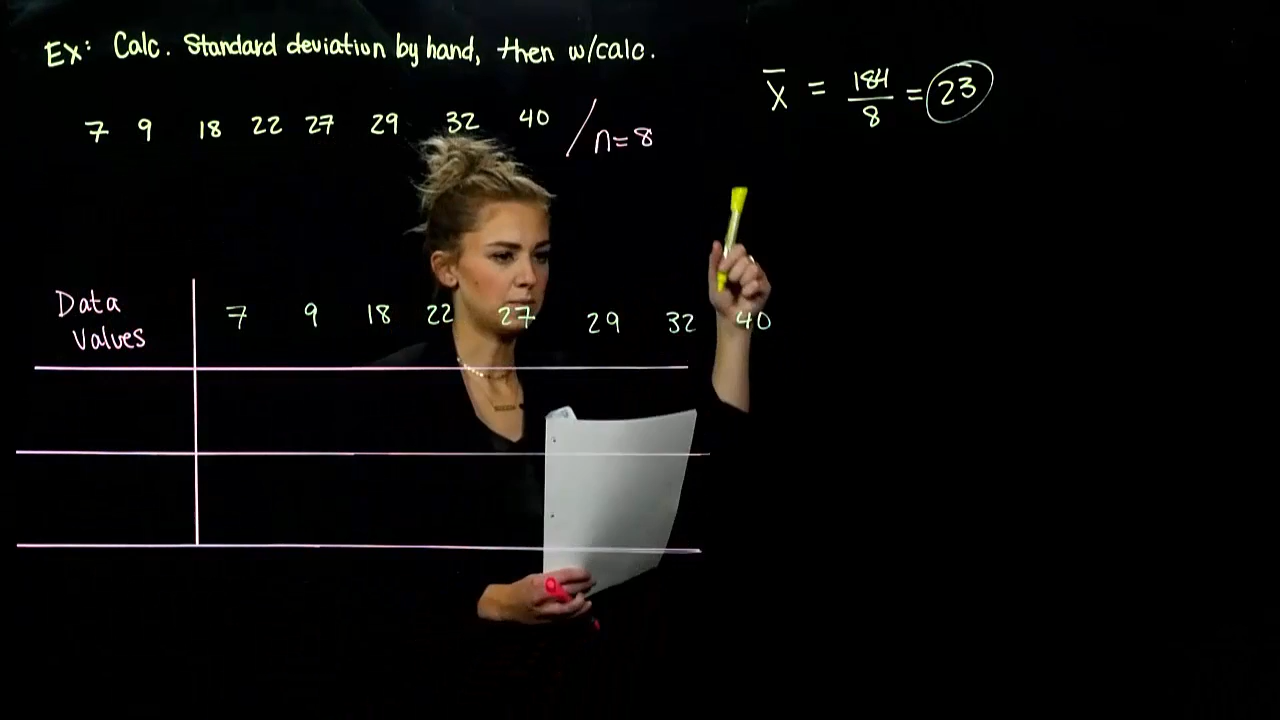 Ex: Calc. Standard deviation by hand, then w/calc.
7 9 18 22 27 29 32 40 / n=8
x̄ = 184/8 = 23
Data Values 7 9 18 22 27 29 32 40